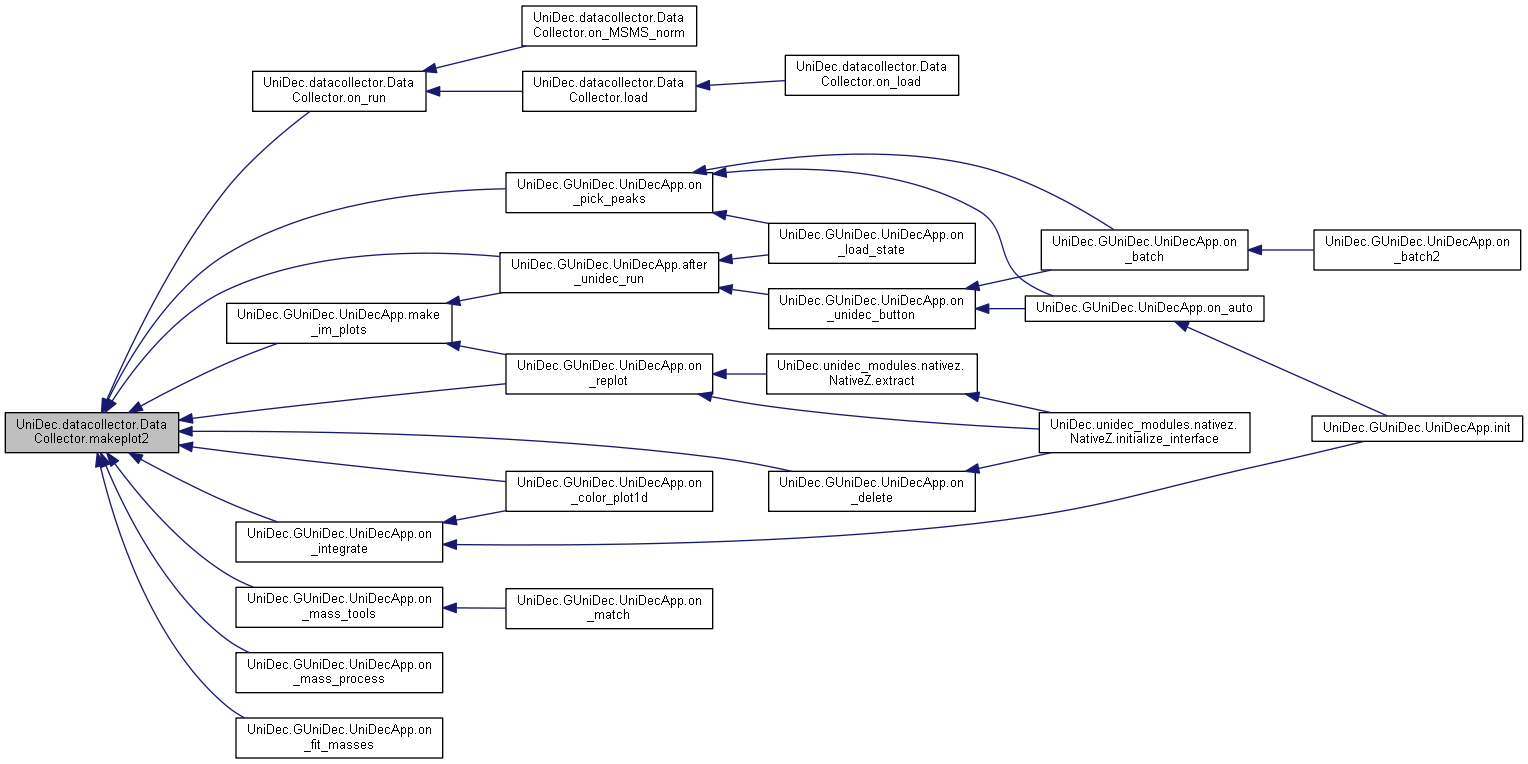 UniDec.datacollector.Data
Collector.on_MSMS_norm
UniDec.datacollector.Data
Collector.on_run
UniDec.datacollector.Data
Collector.load
UniDec.datacollector.Data
Collector.on_load
UniDec.GUniDec.UniDecApp.on
_pick_peaks
UniDec.GUniDec.UniDecApp.on
_load_state
UniDec.GUniDec.UniDecApp.on
_batch
UniDec.GUniDec.UniDecApp.on
_batch2
UniDec.GUniDec.UniDecApp.after
_unidec_run
UniDec.GUniDec.UniDecApp.on
_unidec_button
UniDec.GUniDec.UniDecApp.on_auto
UniDec.GUniDec.UniDecApp.make
_im_plots
UniDec.GUniDec.UniDecApp.on
_replot
UniDec.unidec_modules.nativez.
NativeZ.extract
UniDec.datacollector.Data
Collector.makeplot2
UniDec.unidec_modules.nativez.
NativeZ.initialize_interface
UniDec.GUniDec.UniDecApp.init
UniDec.GUniDec.UniDecApp.on
_color_plot1d
UniDec.GUniDec.UniDecApp.on
_delete
UniDec.GUniDec.UniDecApp.on
_integrate
UniDec.GUniDec.UniDecApp.on
_mass_tools
UniDec.GUniDec.UniDecApp.on
_match
UniDec.GUniDec.UniDecApp.on
_mass_process
UniDec.GUniDec.UniDecApp.on
_fit_masses